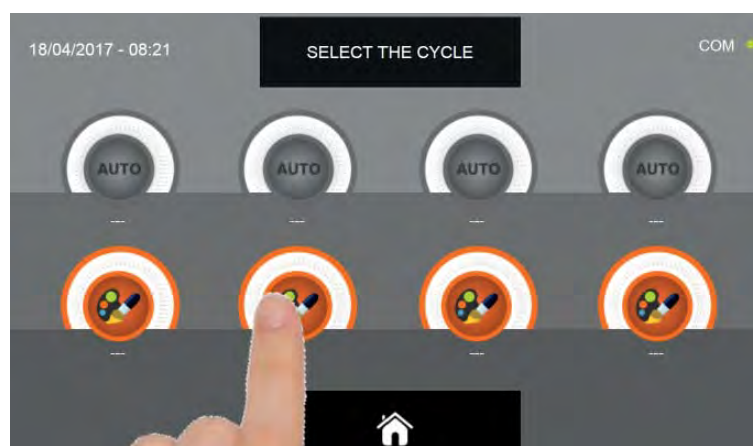 18/04/2017 - 08:21
SELECT THE CYCLE
COM
AUTO AUTO AUTO AUTO
--- --- --- ---
--- --- ---